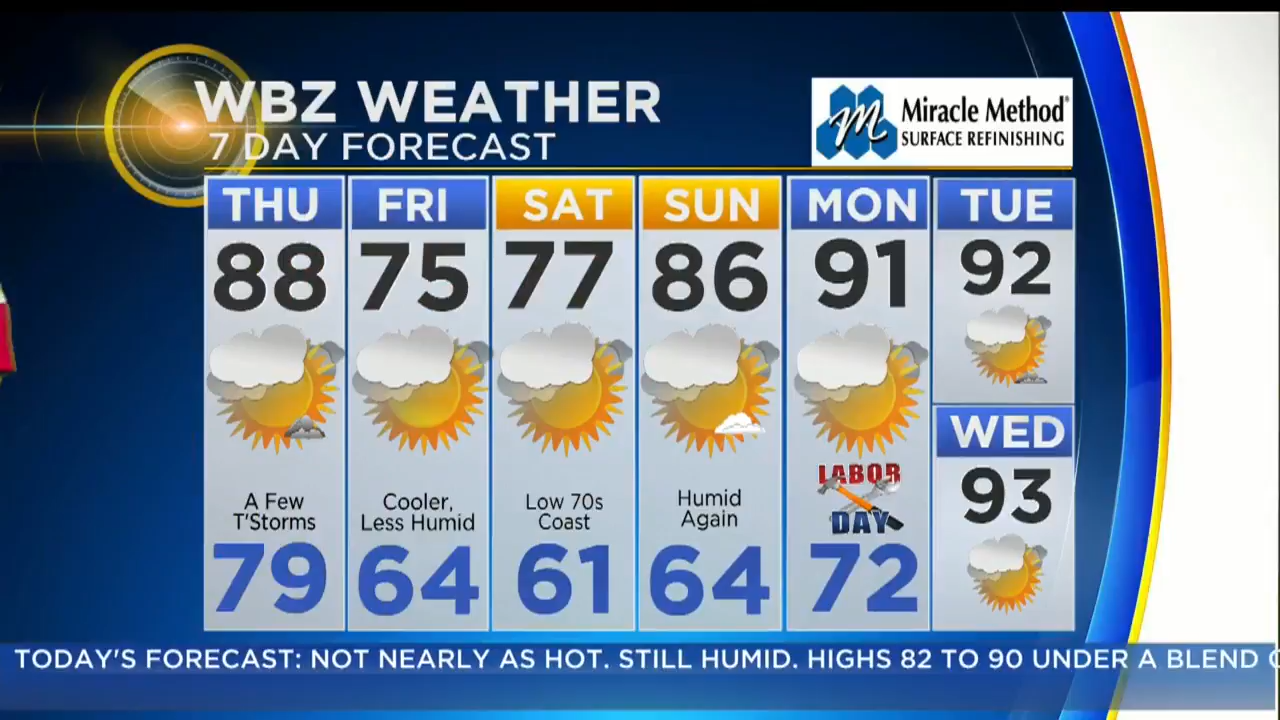 WBZ WEATHER
7 DAY FORECAST
M
Miracle Method®
SURFACE REFINISHING
THU
88
A Few
T'Storms
79
FRI
75
Cooler,
Less Humid
64
SAT
77
Low 70s
Coast
61
SUN
86
Humid
Again
64
MON
91
LABOR
DAY
72
TUE
92
WED
93
TODAY'S FORECAST: NOT NEARLY AS HOT. STILL HUMID. HIGHS 82 TO 90 UNDER A BLEND